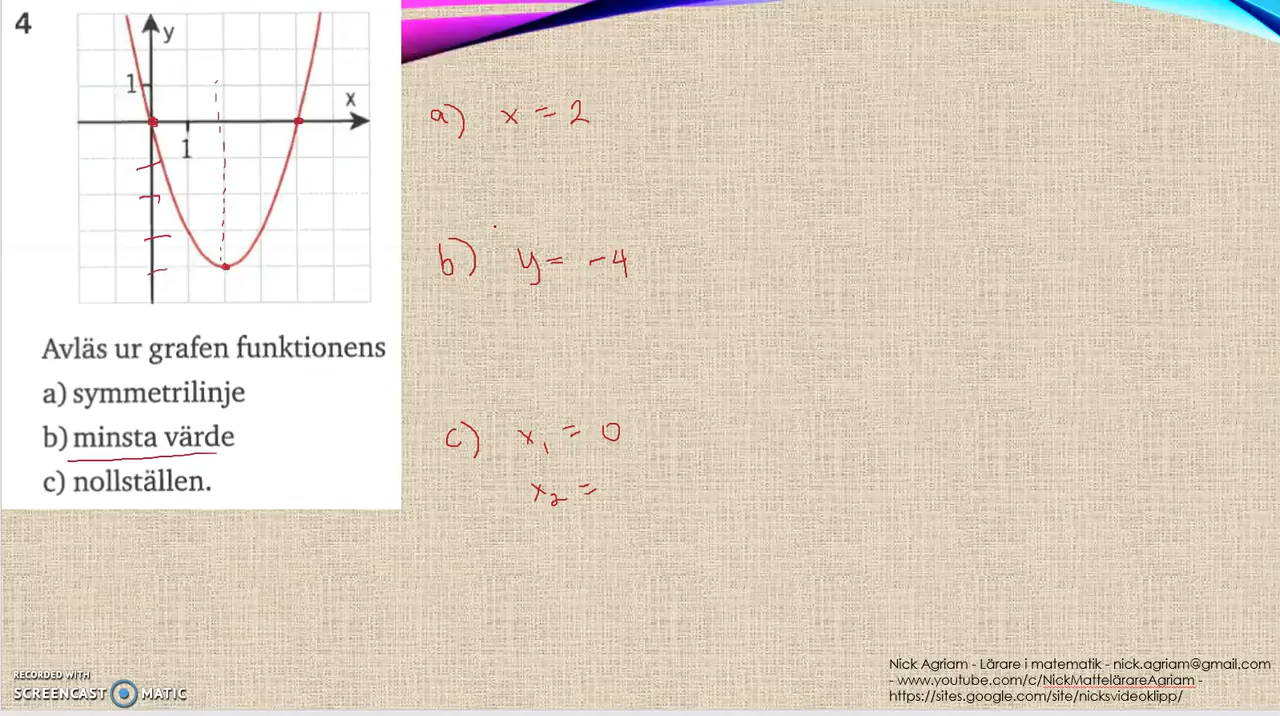 4
y
1
x
1
Avläs ur grafen funktionens
a) symmetrilinje
b) minsta värde
c) nollställen.
a) x = 2
b) y = -4
c) x₁ = 0
x₂ =
RECORDED WITH
SCREENCAST MATIC
Nick Agriam - Lärare i matematik - nick.agriam@gmail.com
- www.youtube.com/c/NickMattelärareAgriam -
https://sites.google.com/site/nicksvideoklipp/